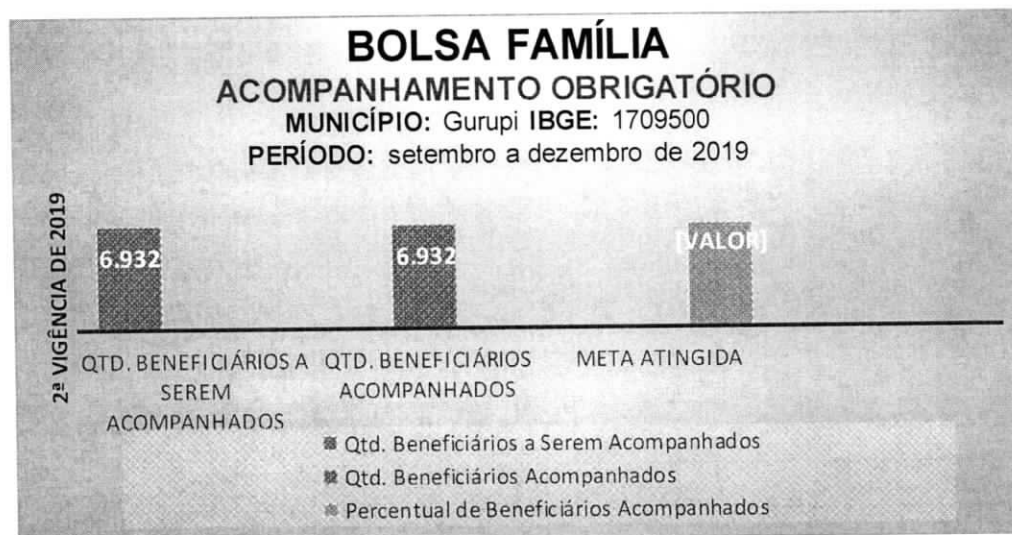 BOLSA FAMÍLIA
ACOMPANHAMENTO OBRIGATÓRIO
MUNICÍPIO: Gurupi IBGE: 1709500
PERÍODO: setembro a dezembro de 2019
2ª VIGÊNCIA DE 2019
6.932
6.932
[VALOR]
QTD. BENEFICIÁRIOS A
SEREM
ACOMPANHADOS
QTD. BENEFICIÁRIOS
ACOMPANHADOS
META ATINGIDA
Qtd. Beneficiários a Serem Acompanhados
Qtd. Beneficiários Acompanhados
Percentual de Beneficiários Acompanhados